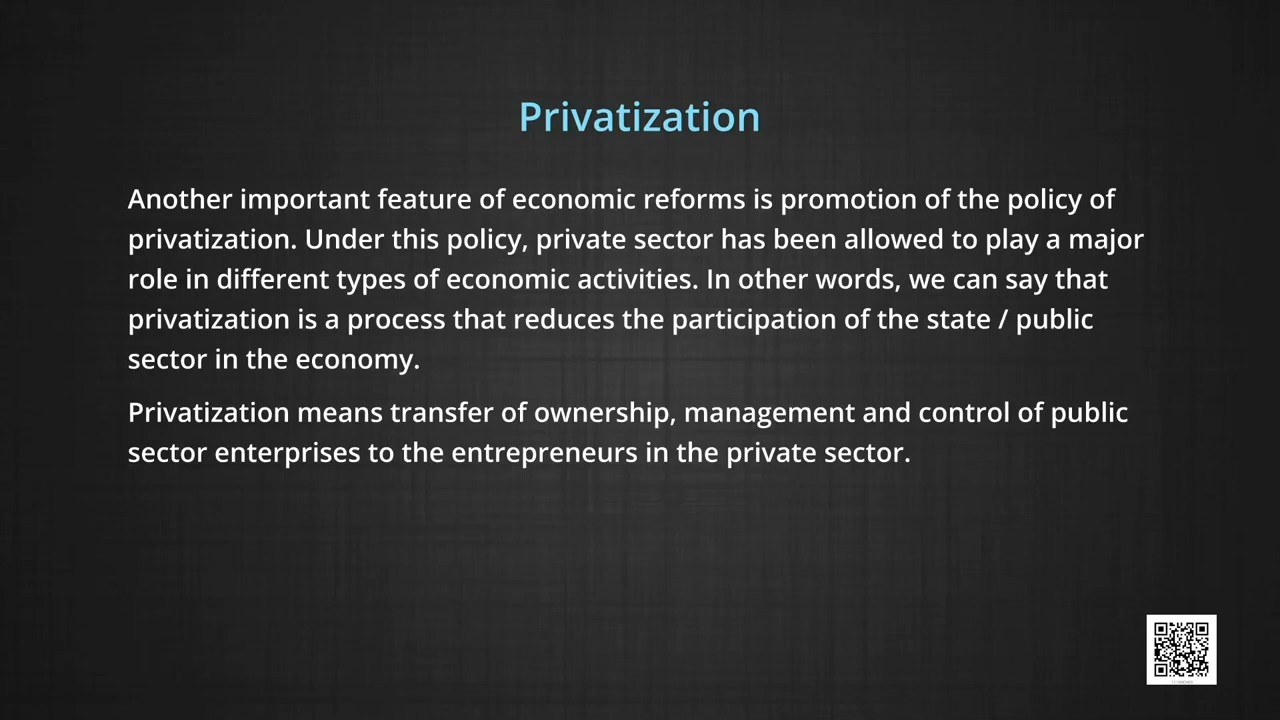 Privatization
Another important feature of economic reforms is promotion of the policy of
privatization. Under this policy, private sector has been allowed to play a major
role in different types of economic activities. In other words, we can say that
privatization is a process that reduces the participation of the state / public
sector in the economy.
Privatization means transfer of ownership, management and control of public
sector enterprises to the entrepreneurs in the private sector.